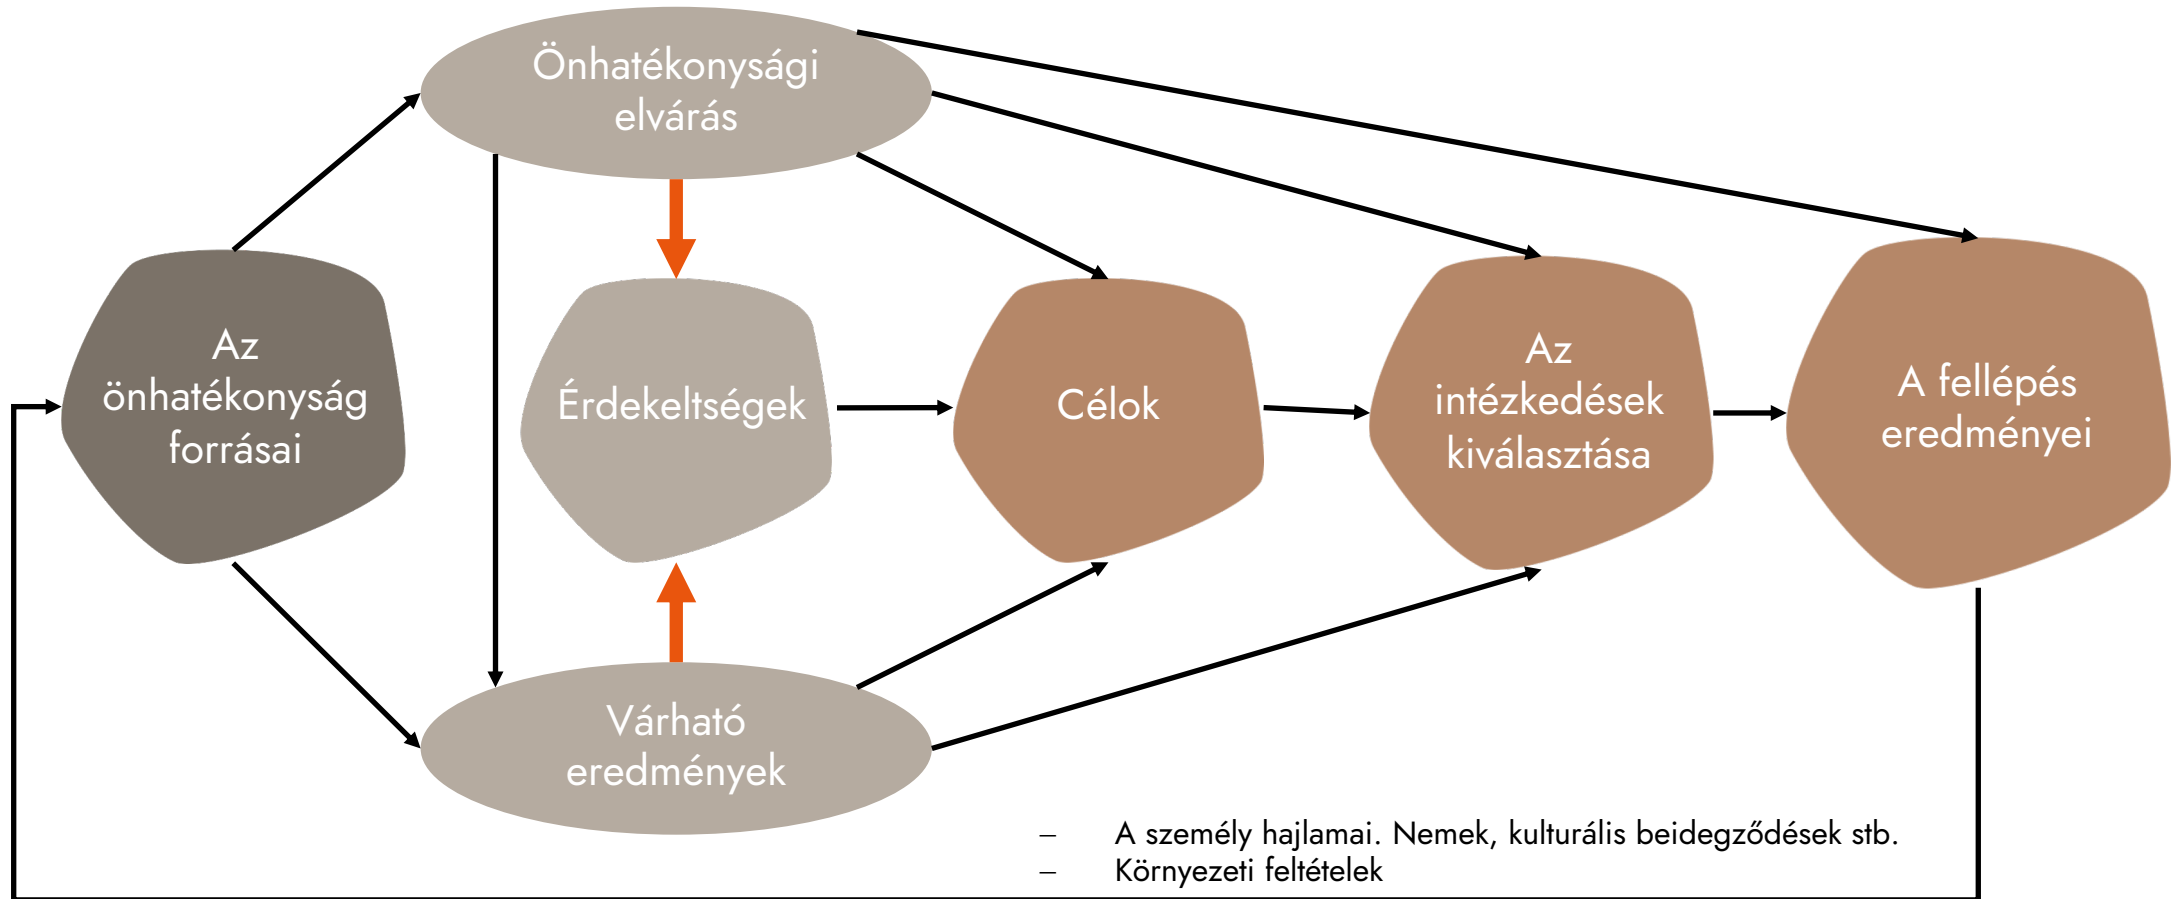 Önhatékonysági
elvárás
Az
önhatékonyság
forrásai
Érdekeltségek
Célok
Az
intézkedések
kiválasztása
A fellépés
eredményei
Várható
eredmények
– A személy hajlamai. Nemek, kulturális beidegződések stb.
– Környezeti feltételek